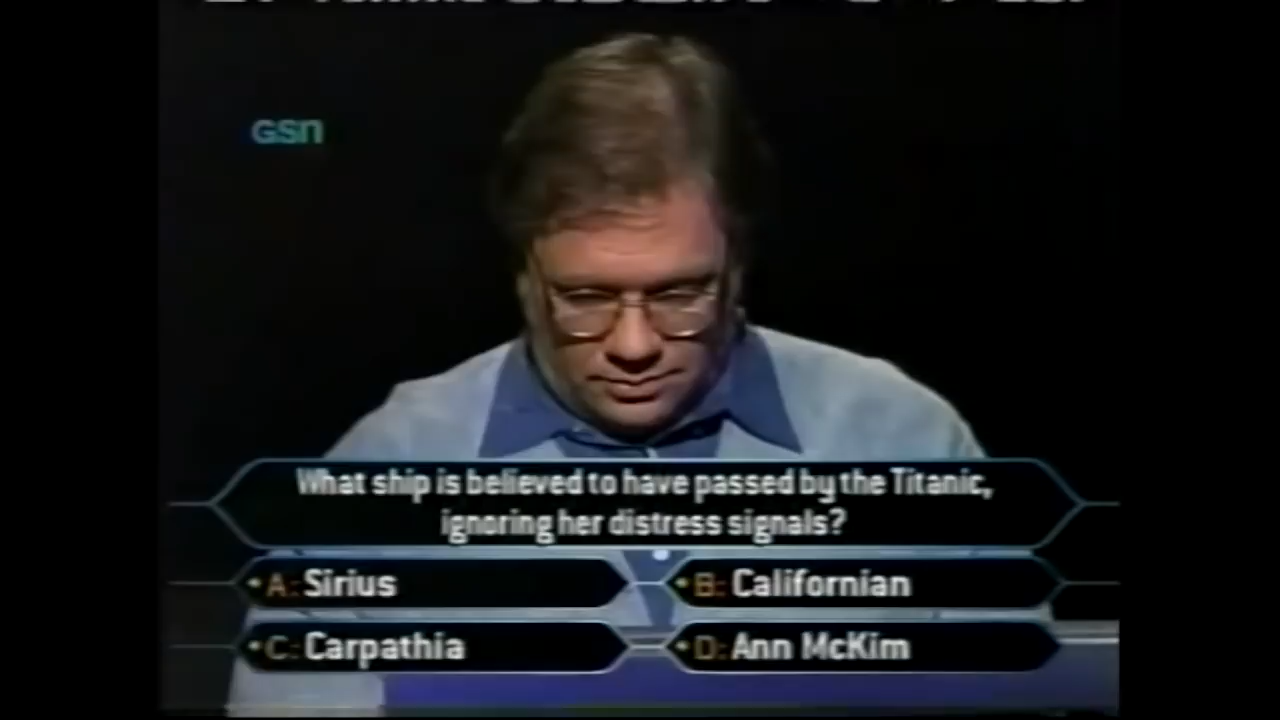 GSN
What ship is believed to have passed by the Titanic,
ignoring her distress signals?
A: Sirius
B: Californian
C: Carpathia
D: Ann McKim